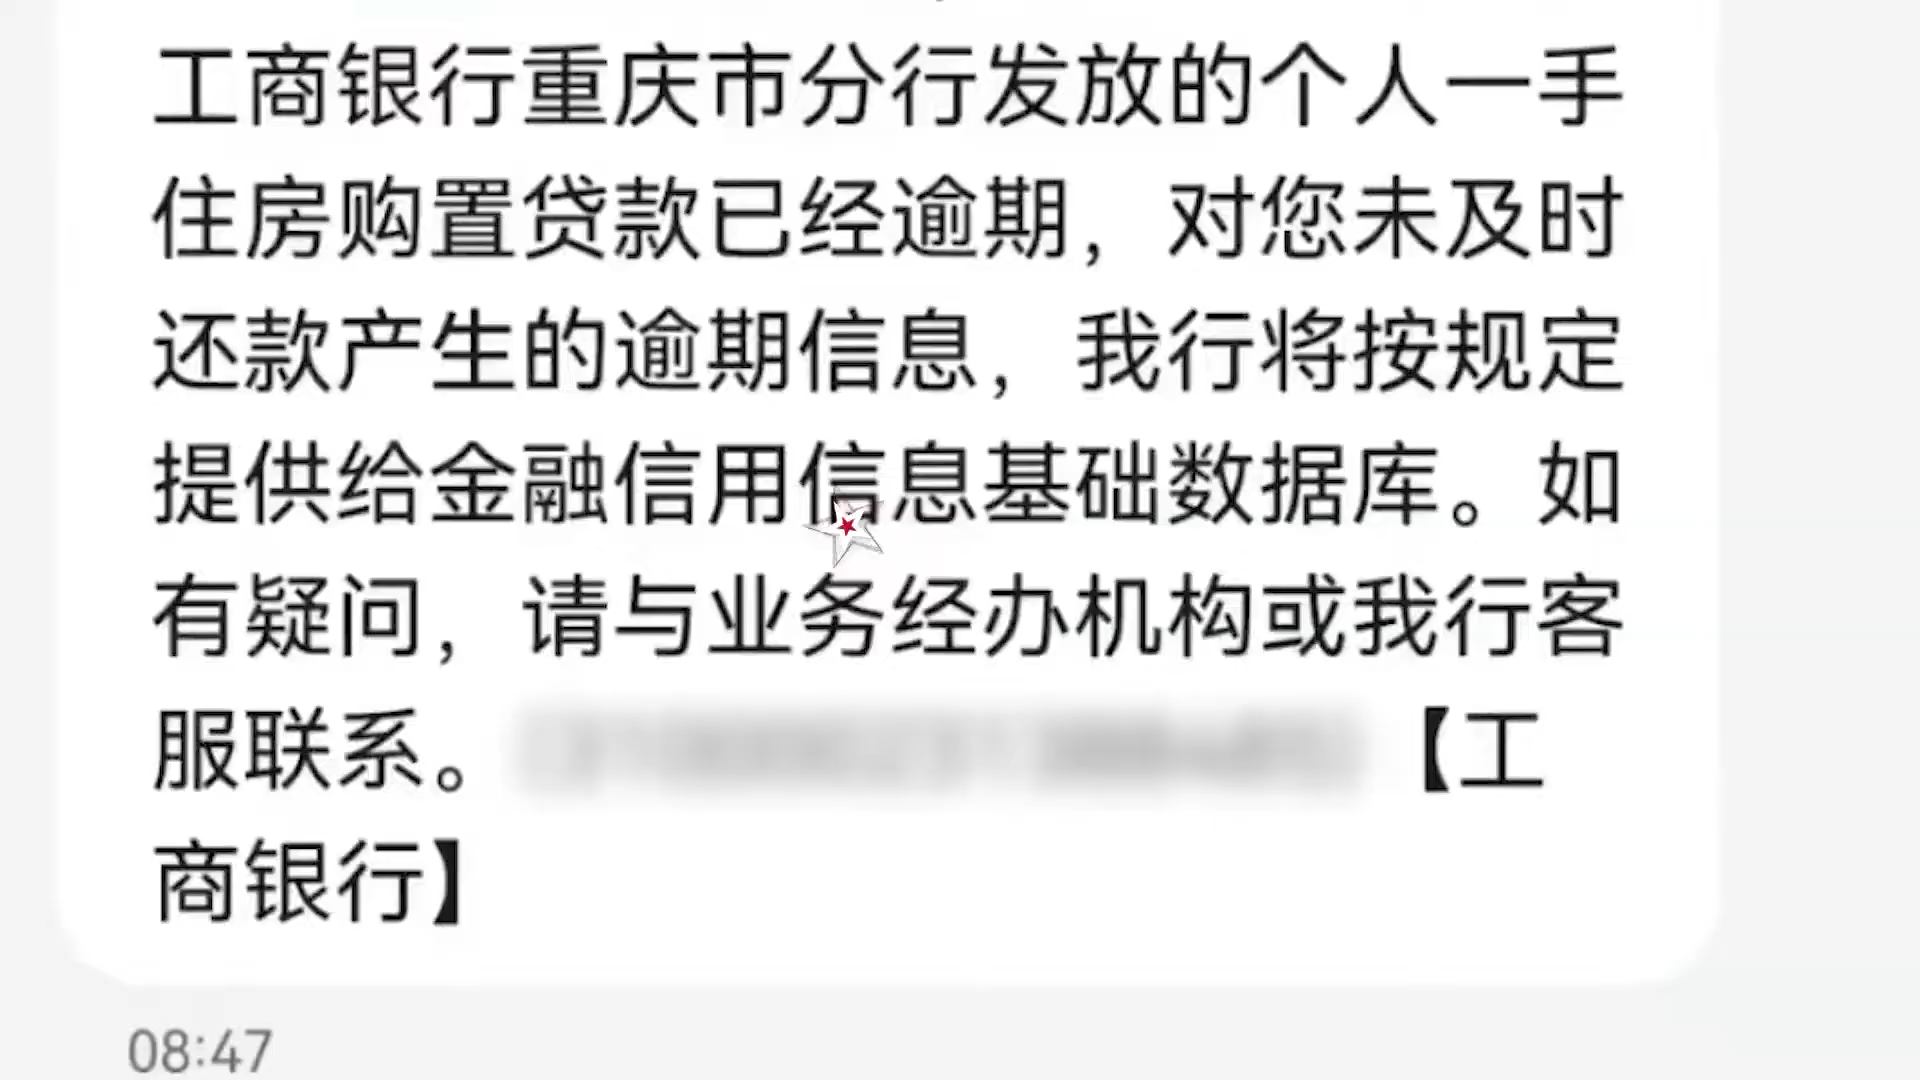 工商银行重庆市分行发放的个人一手
住房购置贷款已经逾期，对您未及时
还款产生的逾期信息，我行将按规定
提供给金融信用信息基础数据库。如
有疑问，请与业务经办机构或我行客
服联系。【工
商银行】
08:47